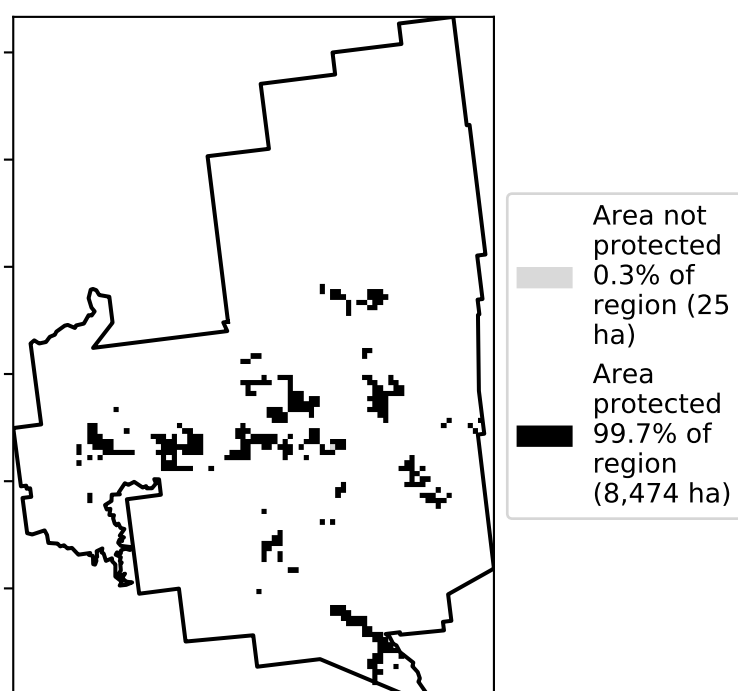 Area not
protected
0.3% of
region (25
ha)
Area
protected
99.7% of
region
(8,474 ha)